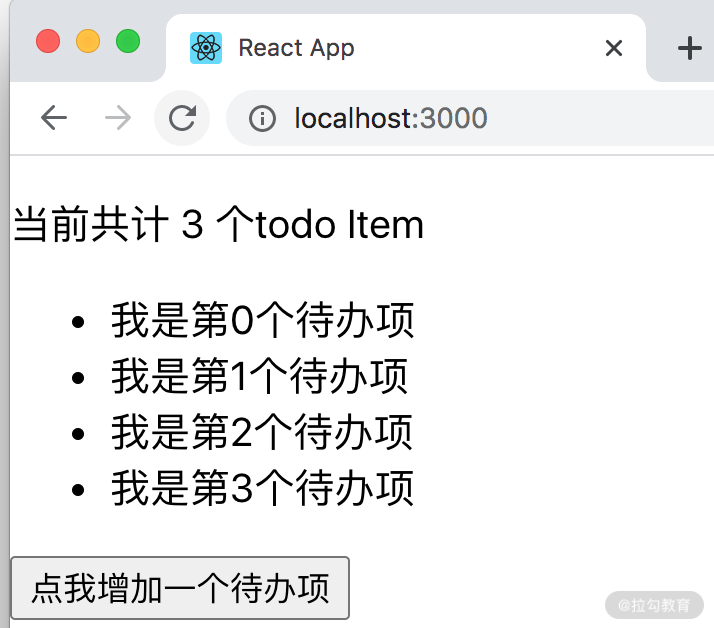 React App
localhost:3000
当前共计 3 个todo Item
我是第0个待办项
我是第1个待办项
我是第2个待办项
我是第3个待办项
点我增加一个待办项
@拉勾教育